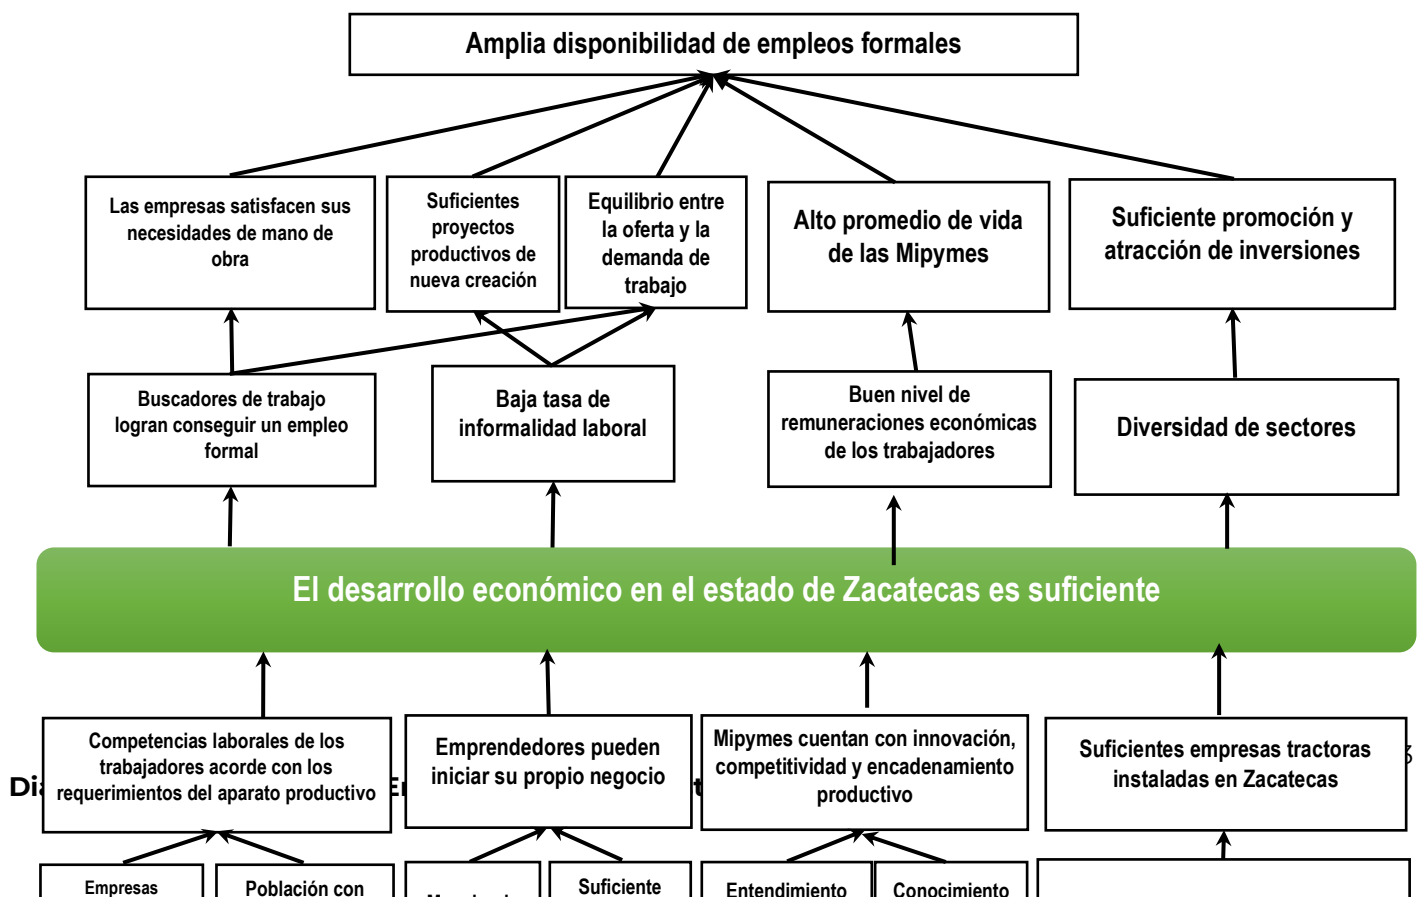 Amplia disponibilidad de empleos formales
Las empresas satisfacen sus
necesidades de mano de
obra
Suficientes
proyectos
productivos de
nueva creación
Equilibrio entre
la oferta y la
demanda de
trabajo
Alto promedio de vida
de las Mipymes
Suficiente promoción y
atracción de inversiones
Buscadores de trabajo
logran conseguir un empleo
formal
Baja tasa de
informalidad laboral
Buen nivel de
remuneraciones económicas
de los trabajadores
Diversidad de sectores
El desarrollo económico en el estado de Zacatecas es suficiente
Competencias laborales de los
trabajadores acorde con los
requerimientos del aparato productivo
Emprendedores pueden
iniciar su propio negocio
Mipymes cuentan con innovación,
competitividad y encadenamiento
productivo
Suficientes empresas tractoras
instaladas en Zacatecas
Empresas
Población con
Suficiente
Entendimiento
Conocimiento